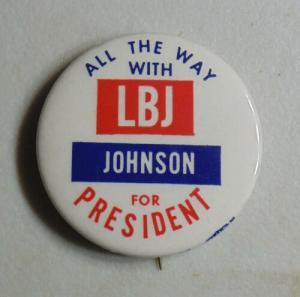 ALL THE WAY
WITH
LBJ
JOHNSON
FOR
PRESIDENT